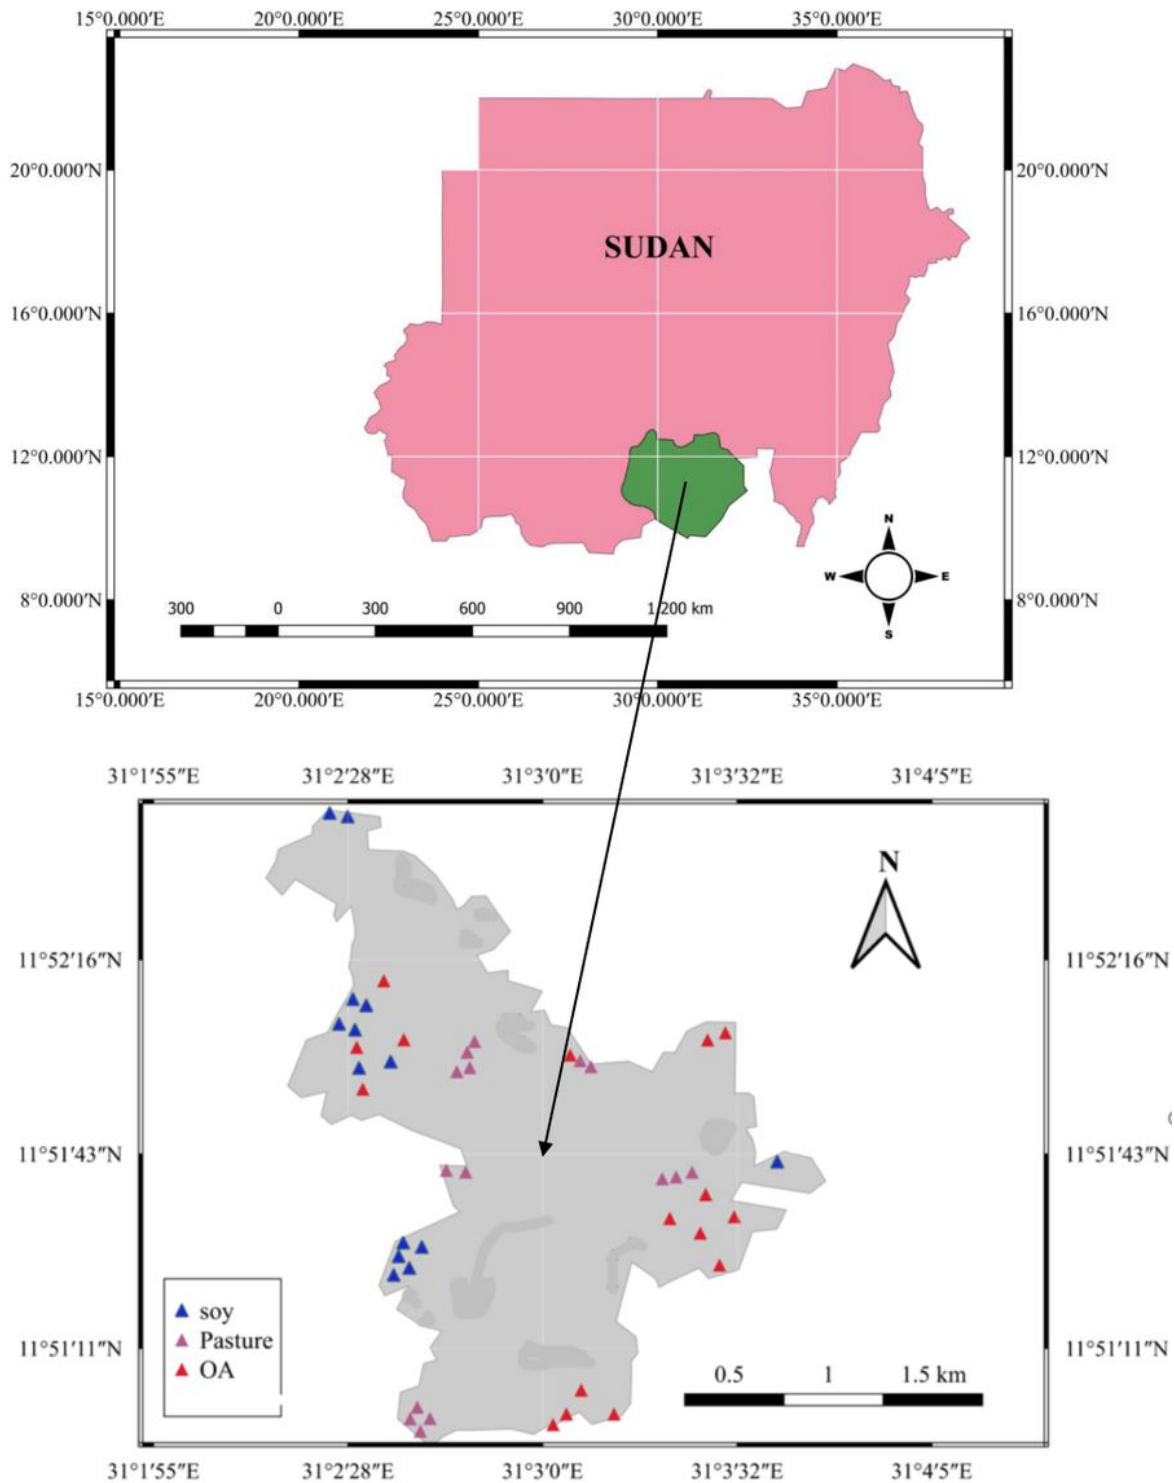 15°0.000′E 20°0.000′E 25°0.000′E 30°0.000′E 35°0.000′E
20°0.000′N 20°0.000′N
SUDAN
16°0.000′N 16°0.000′N
12°0.000′N 12°0.000′N
N
W E
S
8°0.000′N 8°0.000′N
300 0 300 600 900 1 200 km
15°0.000′E 20°0.000′E 25°0.000′E 30°0.000′E 35°0.000′E
31°1′55″E 31°2′28″E 31°3′0″E 31°3′32″E 31°4′5″E
N
11°52′16″N 11°52′16″N
11°51′43″N 11°51′43″N
soy
Pasture
OA
11°51′11″N 11°51′11″N
0.5 1 1.5 km
31°1′55″E 31°2′28″E 31°3′0″E 31°3′32″E 31°4′5″E